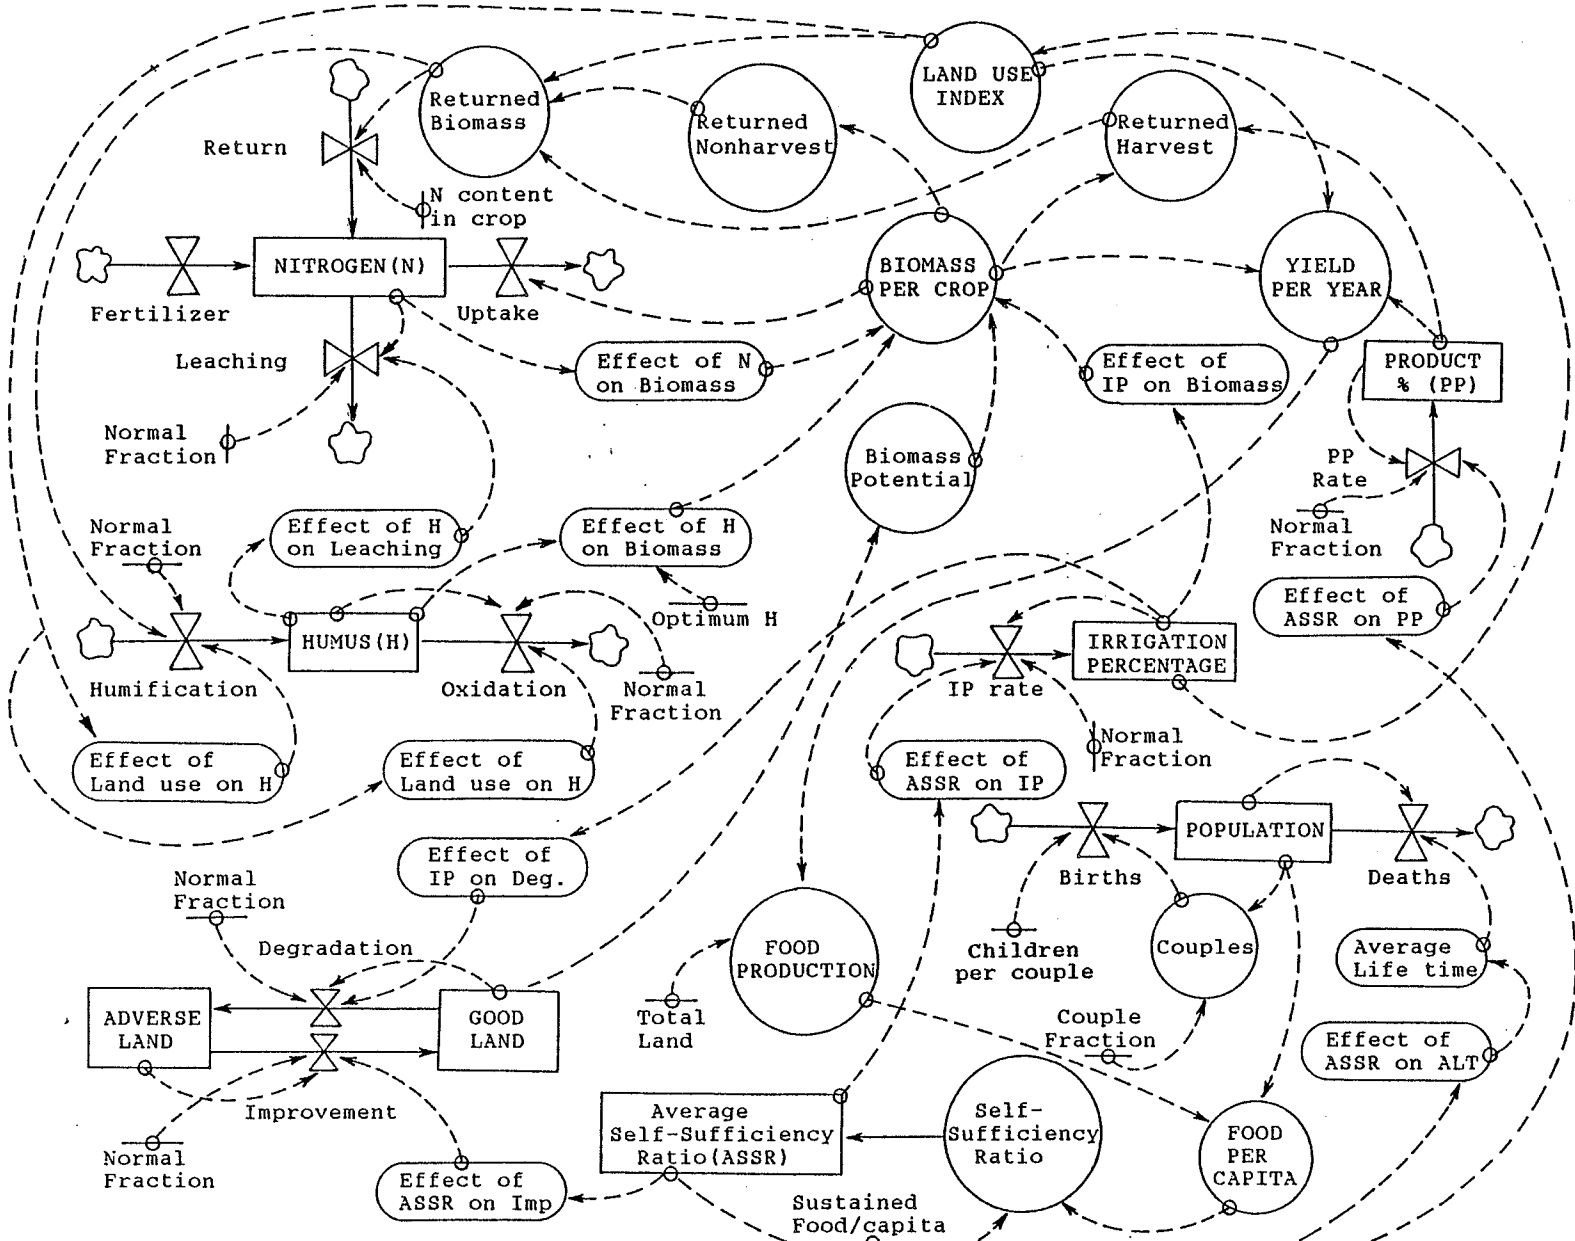 LAND USE
INDEX
Returned
Biomass
Returned
Nonharvest
Returned
Harvest
Return
N content
in crop
NITROGEN(N)
BIOMASS
PER CROP
YIELD
PER YEAR
Fertilizer
Uptake
Leaching
Effect of N
on Biomass
Effect of
IP on Biomass
PRODUCT
% (PP)
Normal
Fraction
Biomass
Potential
PP
Rate
Normal
Fraction
Effect of H
on Leaching
Effect of H
on Biomass
Normal
Fraction
Effect of
ASSR on PP
Optimum H
HUMUS(H)
IRRIGATION
PERCENTAGE
Humification
Oxidation
Normal
Fraction
IP rate
Normal
Fraction
Effect of
Land use on H
Effect of
Land use on H
Effect of
ASSR on IP
POPULATION
Effect of
IP on Deg.
Births
Deaths
Normal
Fraction
Degradation
FOOD
PRODUCTION
Children
per couple
Couples
Average
Life time
ADVERSE
LAND
GOOD
LAND
Total
Land
Couple
Fraction
Effect of
ASSR on ALT
Improvement
Average
Self-Sufficiency
Ratio(ASSR)
Self-
Sufficiency
Ratio
FOOD
PER
CAPITA
Normal
Fraction
Effect of
ASSR on Imp
Sustained
Food/capita